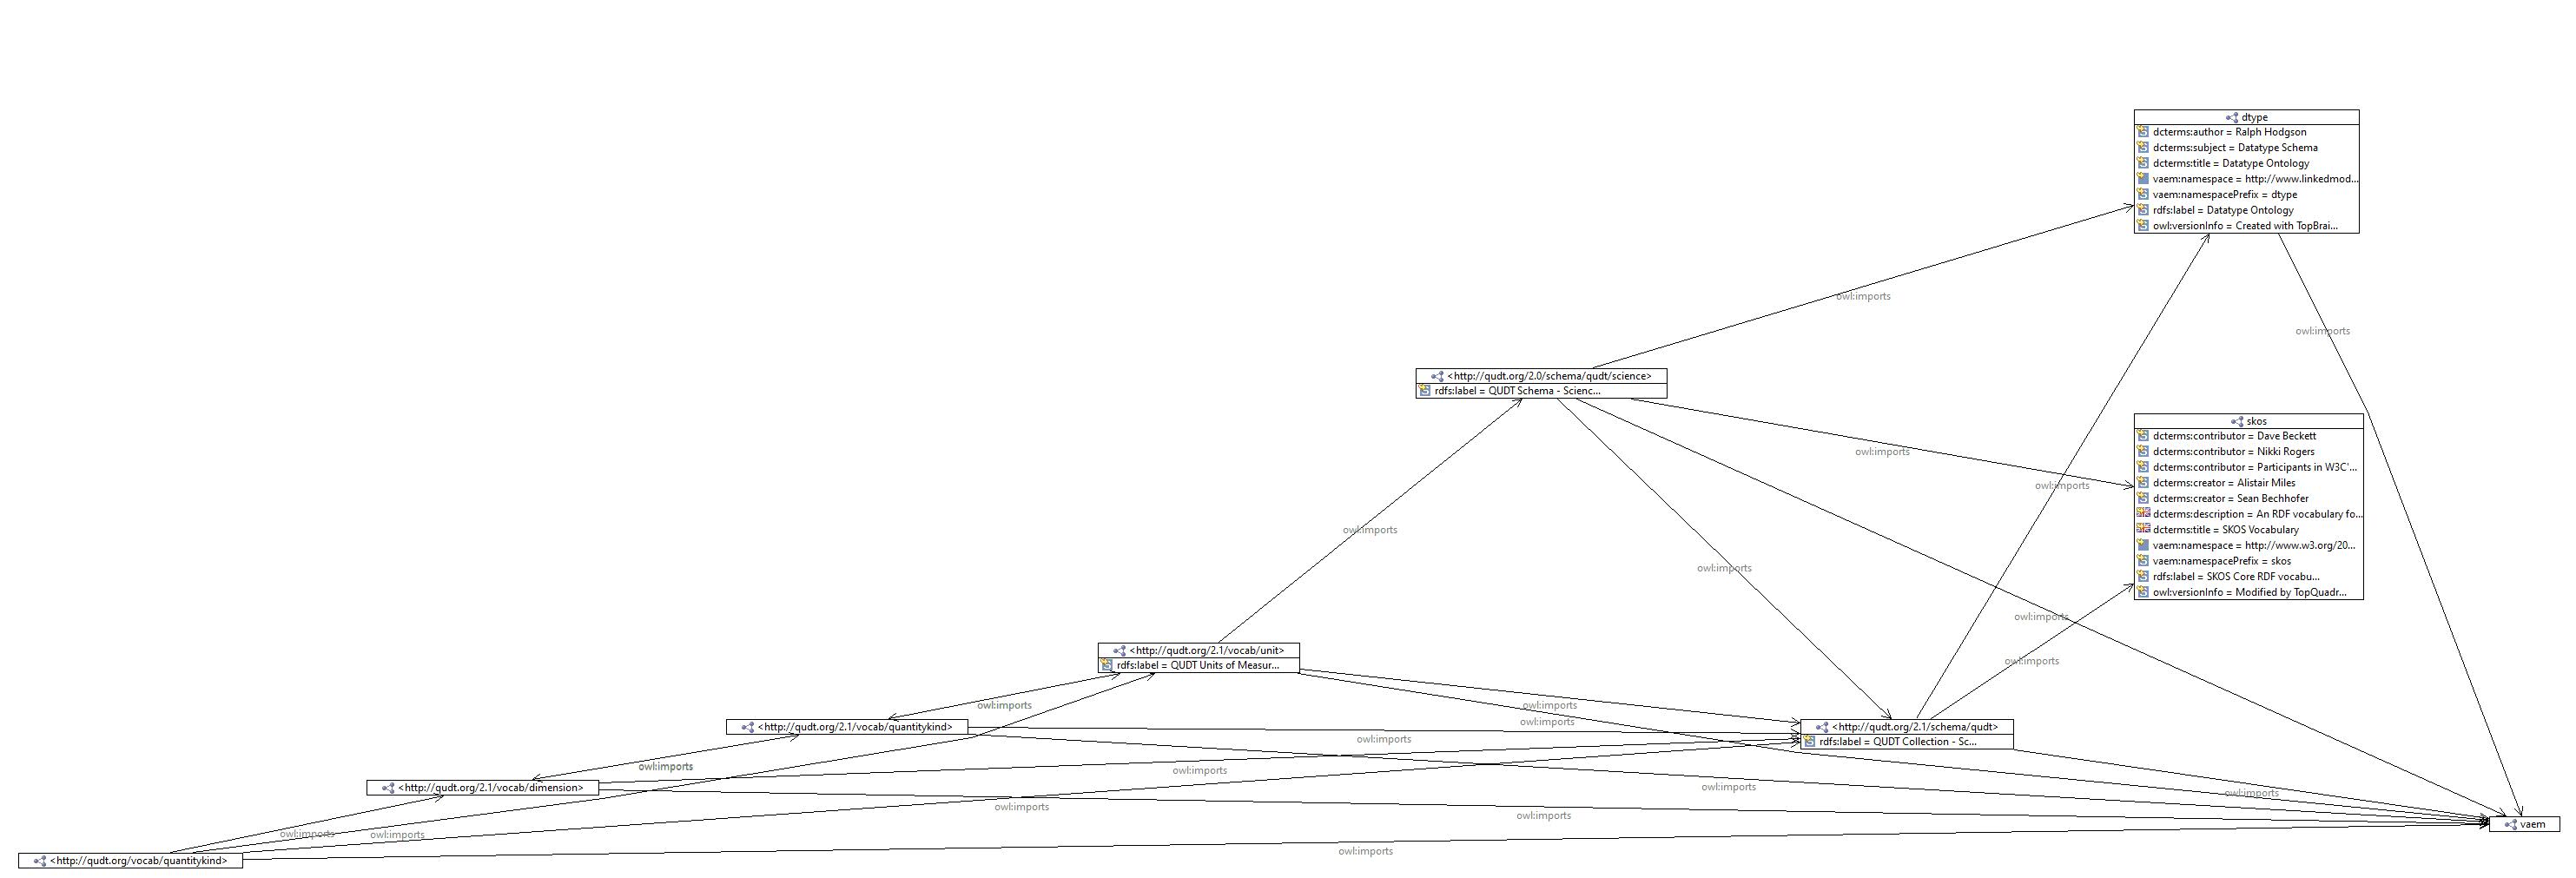 dtype
dcterms:author = Ralph Hodgson
dcterms:subject = Datatype Schema
dcterms:title = Datatype Ontology
vaem:namespace = http://www.linkedmod...
vaem:namespacePrefix = dtype
rdfs:label = Datatype Ontology
owl:versionInfo = Created with TopBrai...
owl:imports
owl:imports
<http://qudt.org/2.0/schema/qudt/science>
rdfs:label = QUDT Schema - Scienc...
skos
dcterms:contributor = Dave Beckett
dcterms:contributor = Nikki Rogers
dcterms:contributor = Participants in W3C'...
dcterms:creator = Alistair Miles
dcterms:creator = Sean Bechhofer
dcterms:description = An RDF vocabulary fo...
dcterms:title = SKOS Vocabulary
vaem:namespace = http://www.w3.org/20...
vaem:namespacePrefix = skos
rdfs:label = SKOS Core RDF vocabu...
owl:versionInfo = Modified by TopQuadr...
owl:imports
owl:imports
owl:imports
owl:imports
owl:imports
owl:imports
<http://qudt.org/2.1/vocab/unit>
rdfs:label = QUDT Units of Measur...
owl:imports
owl:imports
owl:imports
<http://qudt.org/2.1/vocab/quantitykind>
<http://qudt.org/2.1/schema/qudt>
rdfs:label = QUDT Collection - Sc...
owl:imports
owl:imports
owl:imports
<http://qudt.org/2.1/vocab/dimension>
owl:imports
owl:imports
owl:imports
owl:imports
vaem
owl:imports
owl:imports
owl:imports
<http://qudt.org/vocab/quantitykind>